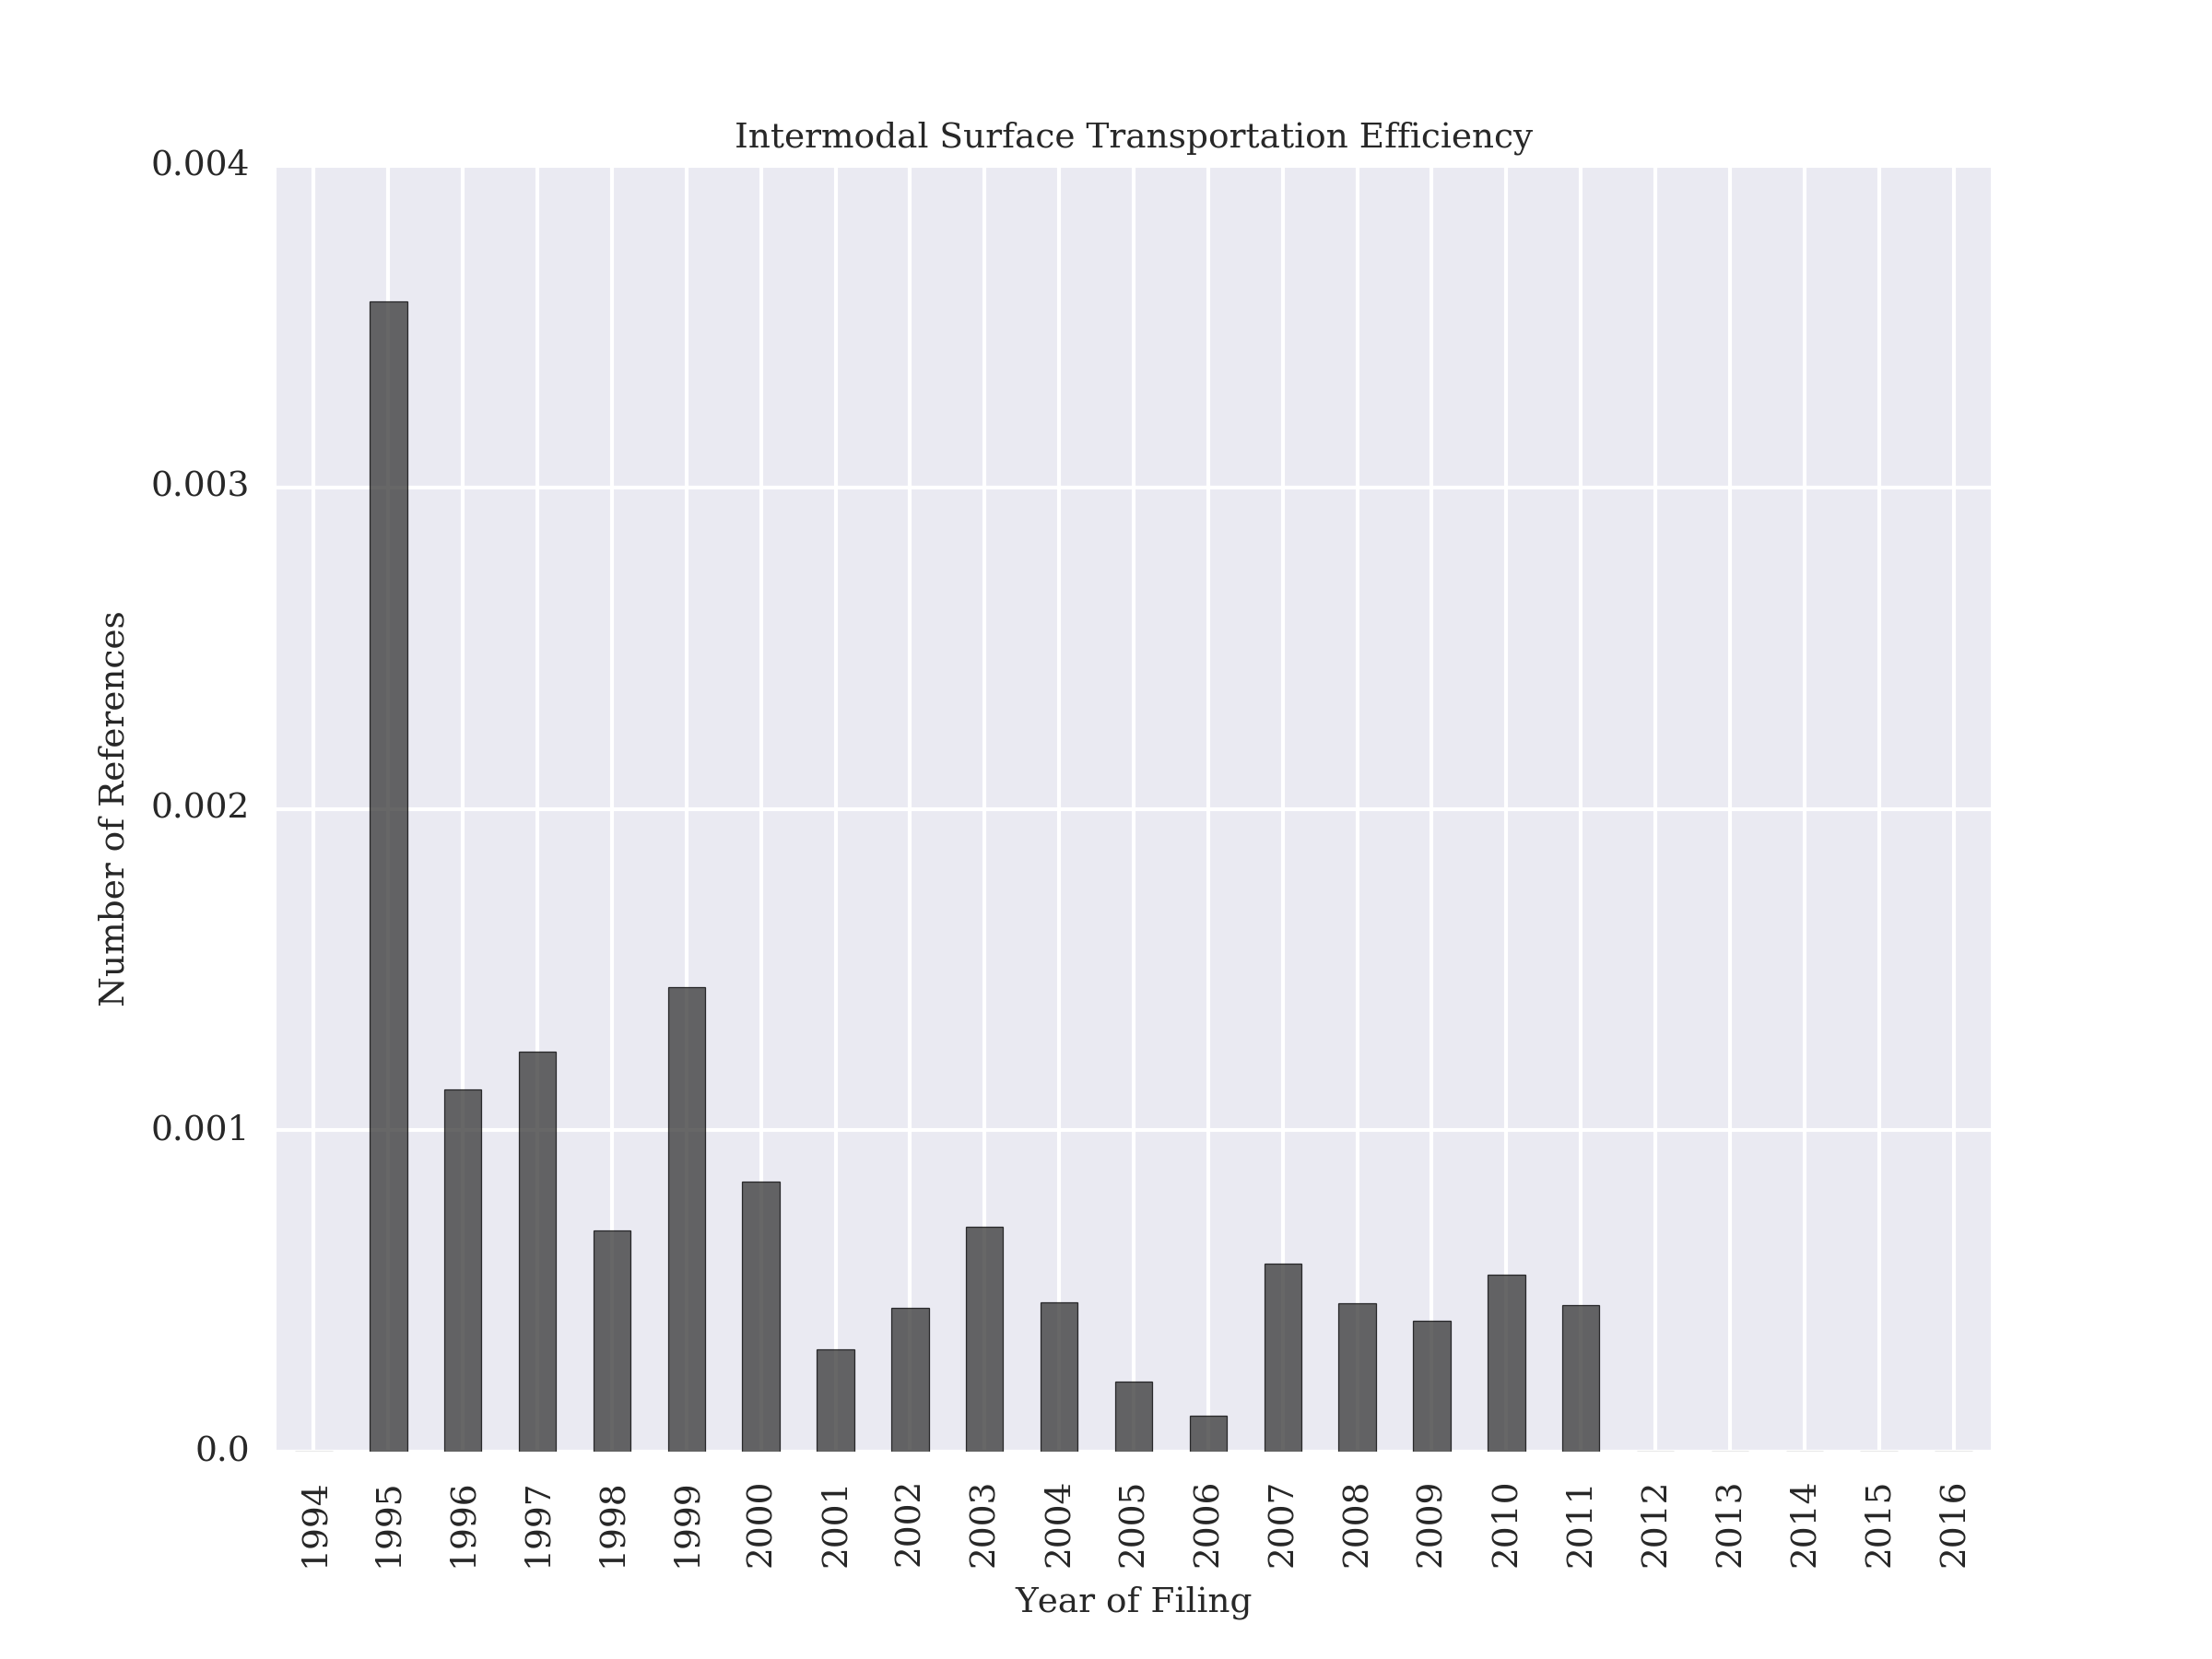 Intermodal Surface Transportation Efficiency
0.004
0.003
0.002
0.001
0.0
Number of References
1994 1995 1996 1997 1998 1999 2000 2001 2002 2003 2004 2005 2006 2007 2008 2009 2010 2011 2012 2013 2014 2015 2016
Year of Filing